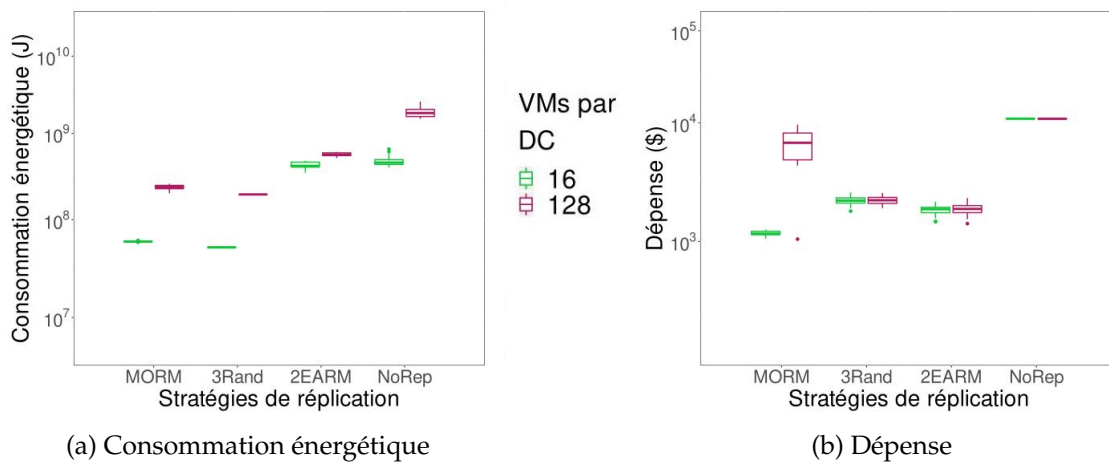 Consommation énergétique (J)
10^10
10^9
10^8
10^7
MORM 3Rand 2EARM NoRep
Stratégies de réplication
(a) Consommation énergétique
VMs par
DC
16
128
Dépense ($)
10^5
10^4
10^3
MORM 3Rand 2EARM NoRep
Stratégies de réplication
(b) Dépense